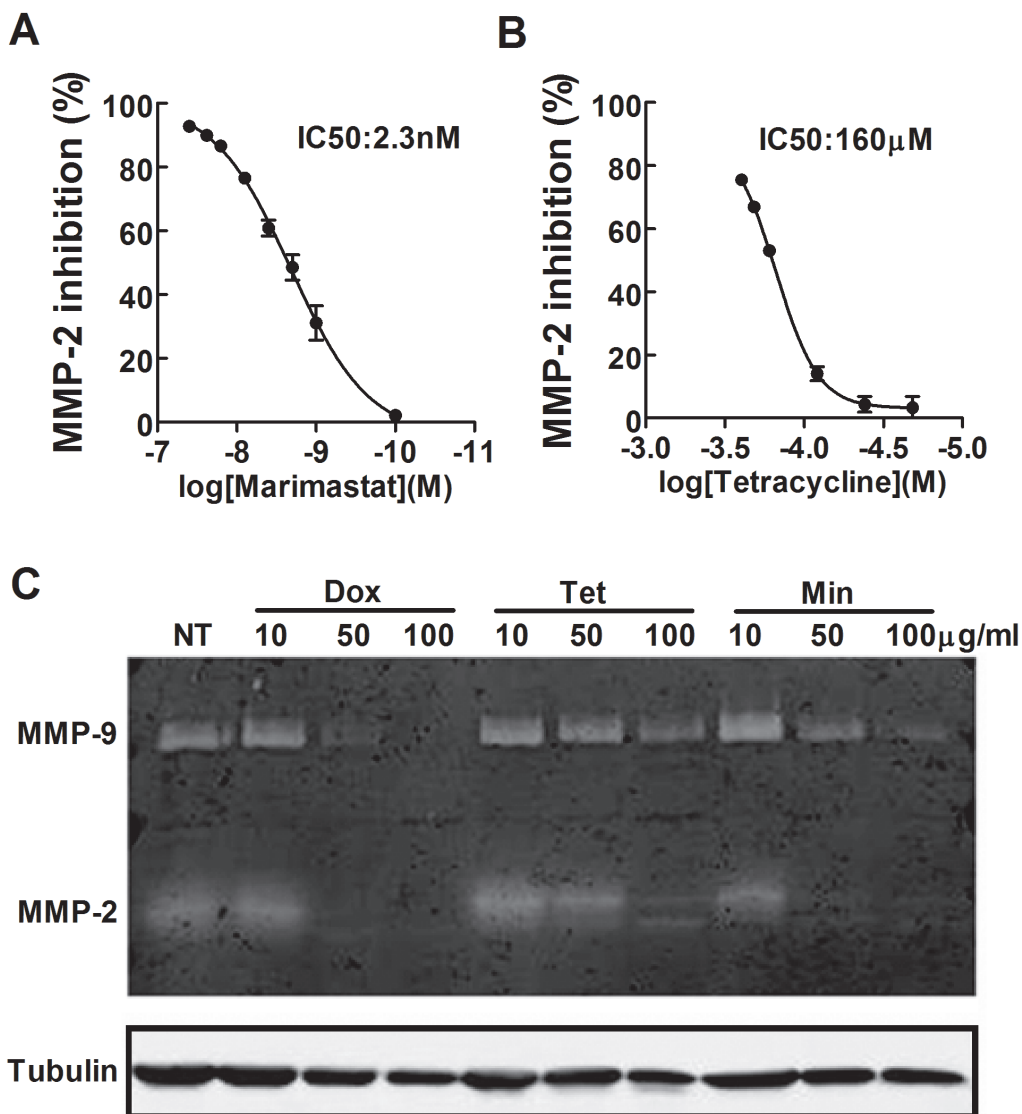 A
MMP-2 inhibition (%)
100
80
60
40
20
0
IC50:2.3nM
-7 -8 -9 -10 -11
log[Marimastat](M)
B
MMP-2 inhibition (%)
100
80
60
40
20
0
IC50:160μM
-3.0 -3.5 -4.0 -4.5 -5.0
log[Tetracycline](M)
C
Dox Tet Min
NT 10 50 100 10 50 100 10 50 100μg/ml
MMP-9
MMP-2
Tubulin